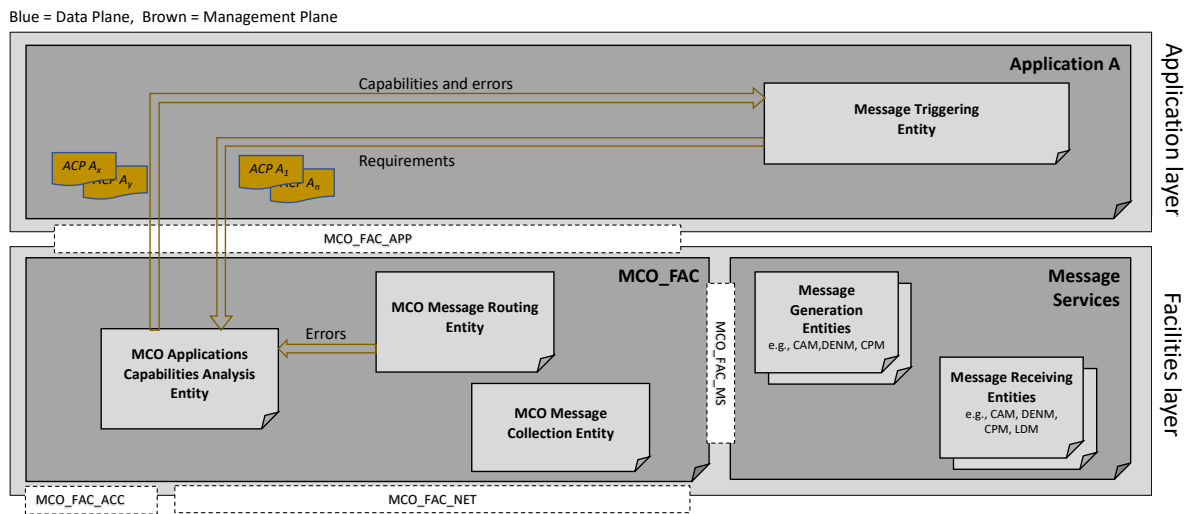 Blue = Data Plane, Brown = Management Plane
Application A
Capabilities and errors
Message Triggering
Entity
Requirements
ACP Ax
ACP Ay
ACP A1
ACP An
Application layer
MCO_FAC_APP
MCO_FAC
Message
Services
MCO Message Routing
Entity
Errors
MCO Applications
Capabilities Analysis
Entity
MCO Message
Collection Entity
MCO_FAC_MS
Message
Generation
Entities
e.g., CAM,DENM, CPM
Message Receiving
Entities
e.g., CAM, DENM,
CPM, LDM
Facilities layer
MCO_FAC_ACC
MCO_FAC_NET